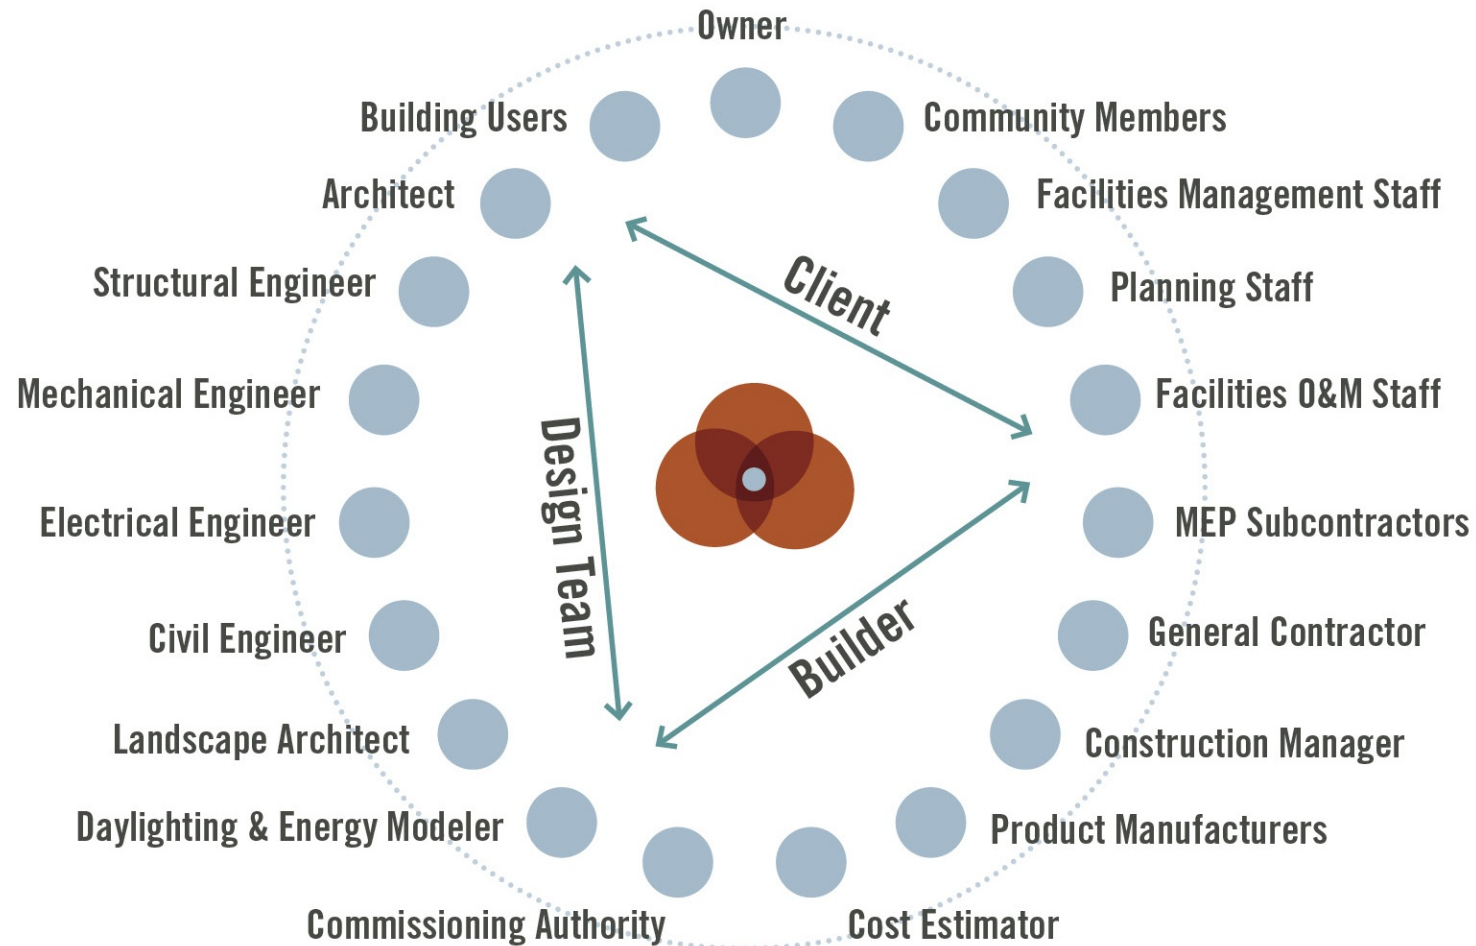 Owner
Building Users
Community Members
Architect
Facilities Management Staff
Structural Engineer
Planning Staff
Client
Mechanical Engineer
Facilities O&M Staff
Design Team
Electrical Engineer
MEP Subcontractors
Civil Engineer
General Contractor
Builder
Landscape Architect
Construction Manager
Daylighting & Energy Modeler
Product Manufacturers
Commissioning Authority
Cost Estimator